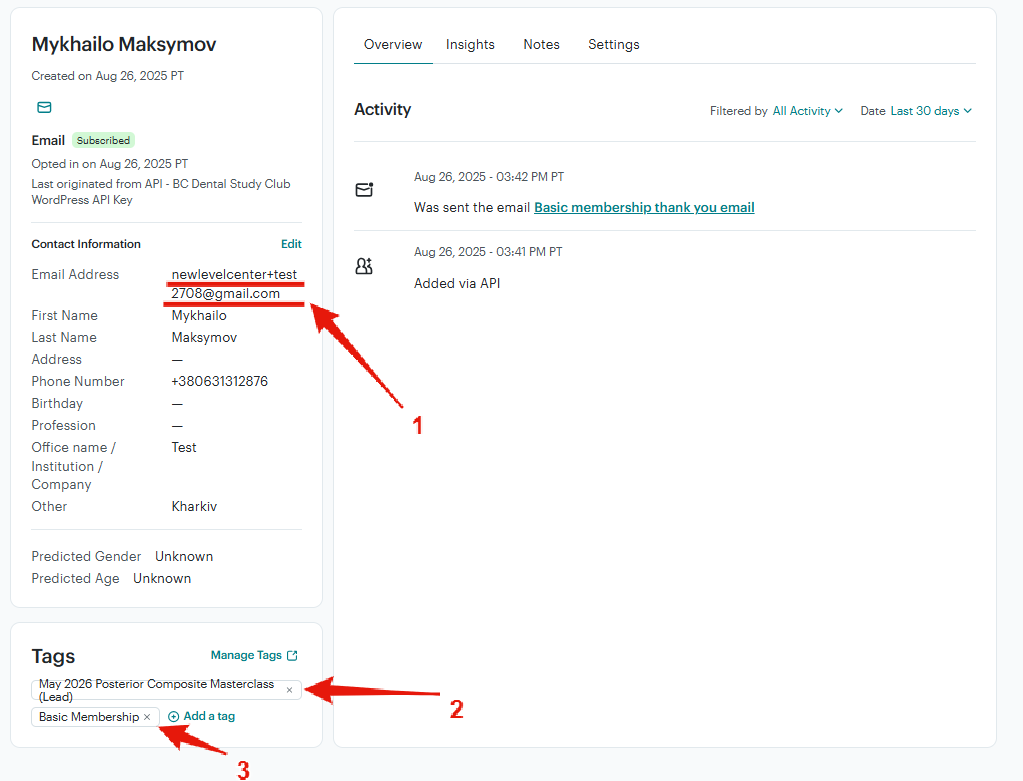 Mykhailo Maksymov
Created on Aug 26, 2025 PT
Email Subscribed
Opted in on Aug 26, 2025 PT
Last originated from API - BC Dental Study Club
WordPress API Key
Contact Information Edit
Email Address newlevelcenter+test
2708@gmail.com
First Name Mykhailo
Last Name Maksymov
Address —
Phone Number +380631312876
Birthday —
Profession —
Office name / Test
Institution /
Company
Other Kharkiv
Predicted Gender Unknown
Predicted Age Unknown
Tags Manage Tags
May 2026 Posterior Composite Masterclass
(Lead) ×
Basic Membership × Add a tag
Overview Insights Notes Settings
Activity Filtered by All Activity Date Last 30 days
Aug 26, 2025 - 03:42 PM PT
Was sent the email Basic membership thank you email
Aug 26, 2025 - 03:41 PM PT
Added via API
1
2
3